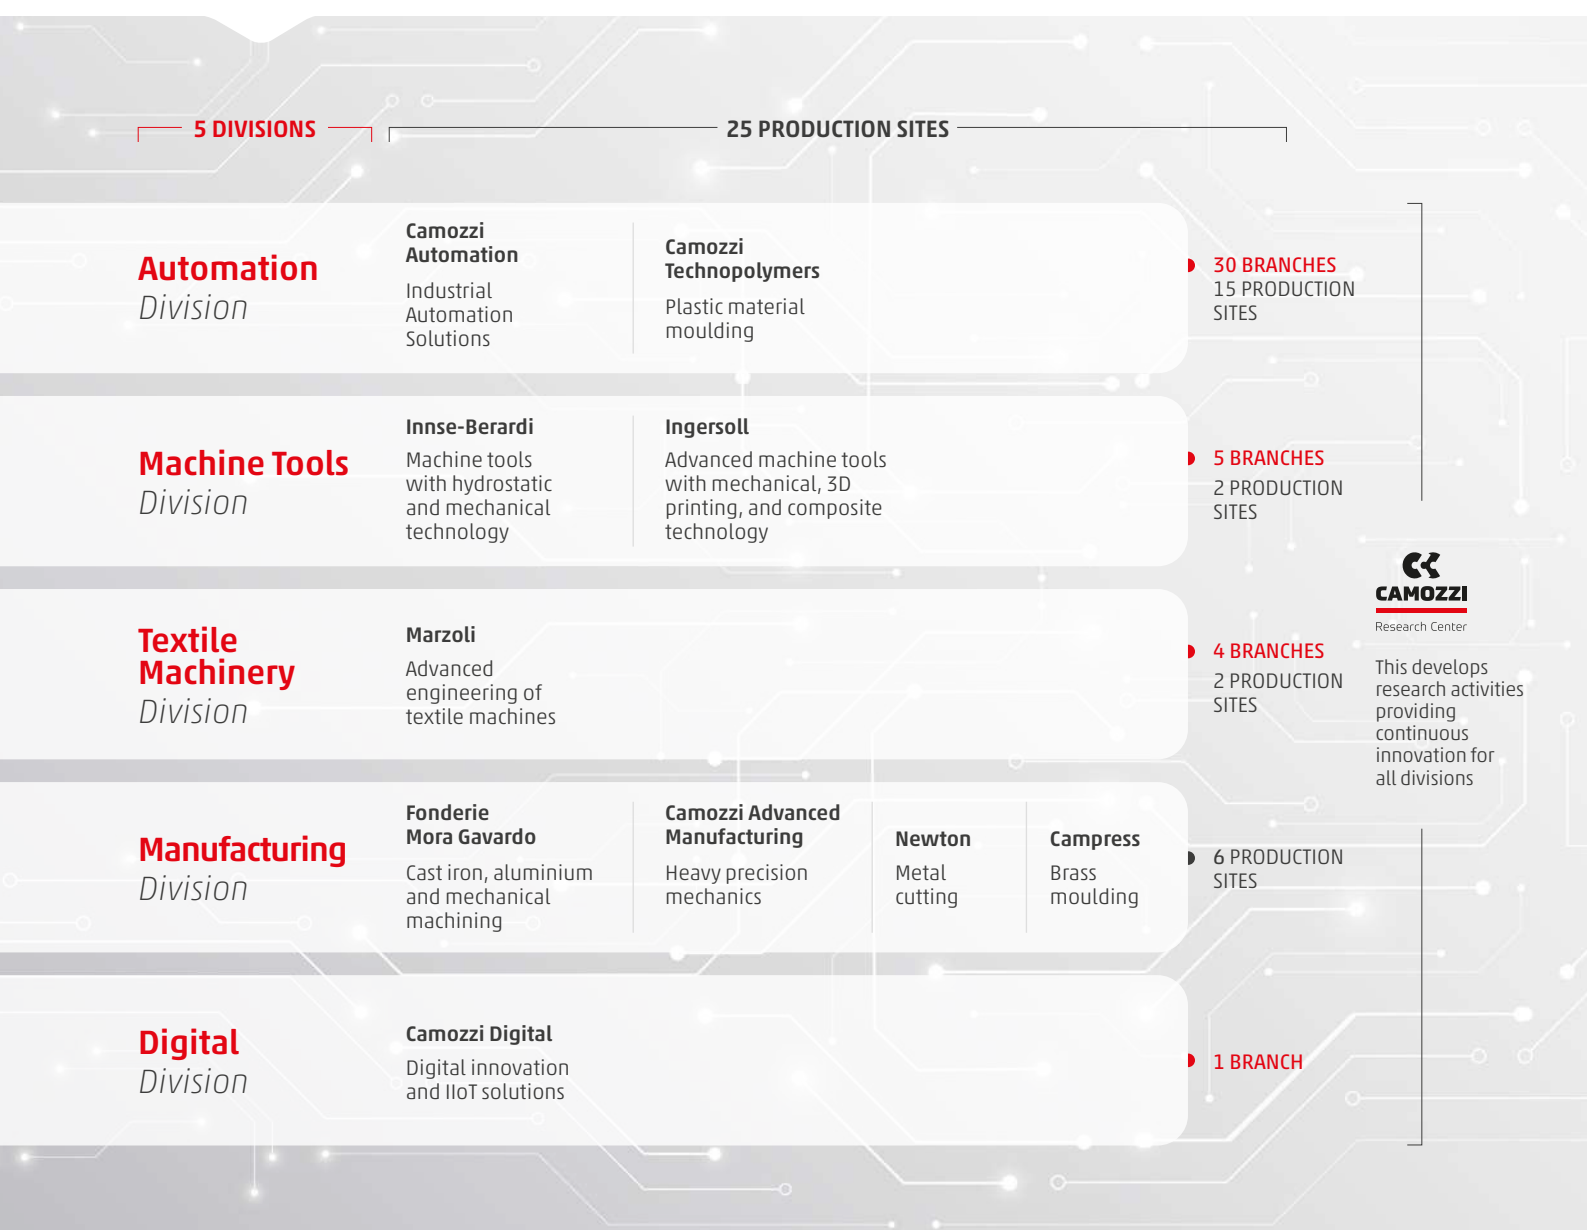 5 DIVISIONS
25 PRODUCTION SITES
Automation
Division
Camozzi
Automation
Industrial
Automation
Solutions
Camozzi
Technopolymers
Plastic material
moulding
30 BRANCHES
15 PRODUCTION
SITES
Machine Tools
Division
Innse-Berardi
Machine tools
with hydrostatic
and mechanical
technology
Ingersoll
Advanced machine tools
with mechanical, 3D
printing, and composite
technology
5 BRANCHES
2 PRODUCTION
SITES
Textile
Machinery
Division
Marzoli
Advanced
engineering of
textile machines
4 BRANCHES
2 PRODUCTION
SITES
Manufacturing
Division
Fonderie
Mora Gavardo
Cast iron, aluminium
and mechanical
machining
Camozzi Advanced
Manufacturing
Heavy precision
mechanics
Newton
Metal
cutting
Campress
Brass
moulding
6 PRODUCTION
SITES
Digital
Division
Camozzi Digital
Digital innovation
and IIoT solutions
1 BRANCH
CAMOZZI
Research Center
This develops
research activities
providing
continuous
innovation for
all divisions